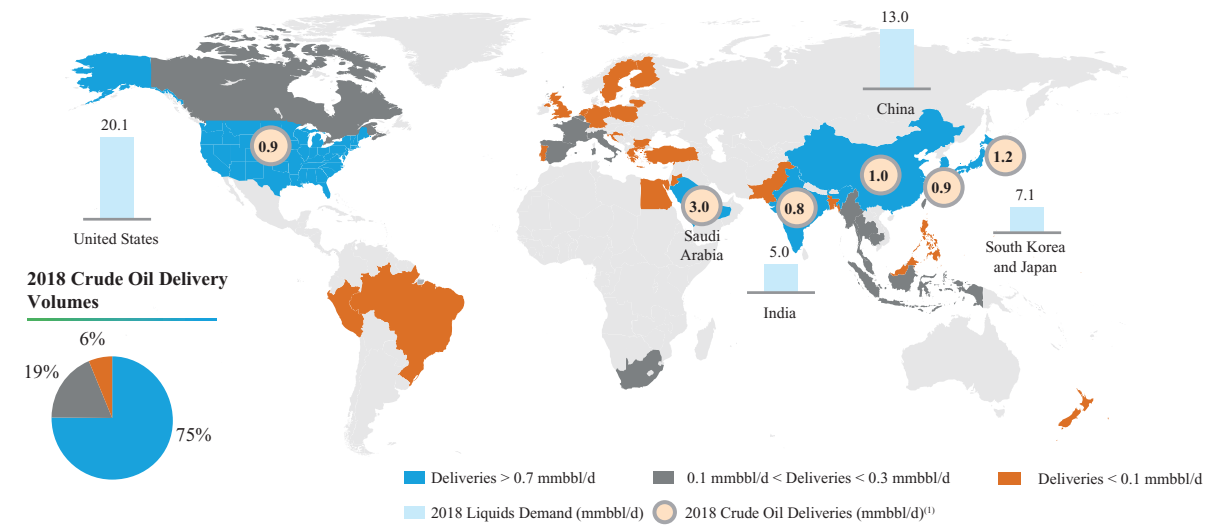 13.0
China
20.1
United States
0.9
1.0
1.2
0.9
0.8
3.0
Saudi
Arabia
7.1
South Korea
and Japan
5.0
India
2018 Crude Oil Delivery
Volumes
6%
19%
75%
Deliveries > 0.7 mmbbl/d
0.1 mmbbl/d < Deliveries < 0.3 mmbbl/d
Deliveries < 0.1 mmbbl/d
2018 Liquids Demand (mmbbl/d)
2018 Crude Oil Deliveries (mmbbl/d)(1)